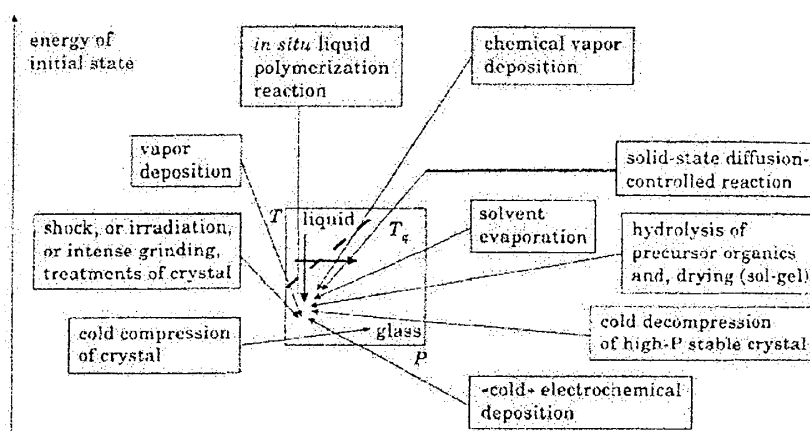 energy of
initial state
in situ liquid
polymerization
reaction
chemical vapor
deposition
vapor
deposition
solid-state diffusion-
controlled reaction
T
liquid
T_g
solvent
evaporation
shock, or irradiation,
or intense grinding,
treatments of crystal
hydrolysis of
precursor organics
and, drying (sol-gel)
cold compression
of crystal
glass
P
cold decompression
of high-P stable crystal
«cold» electrochemical
deposition